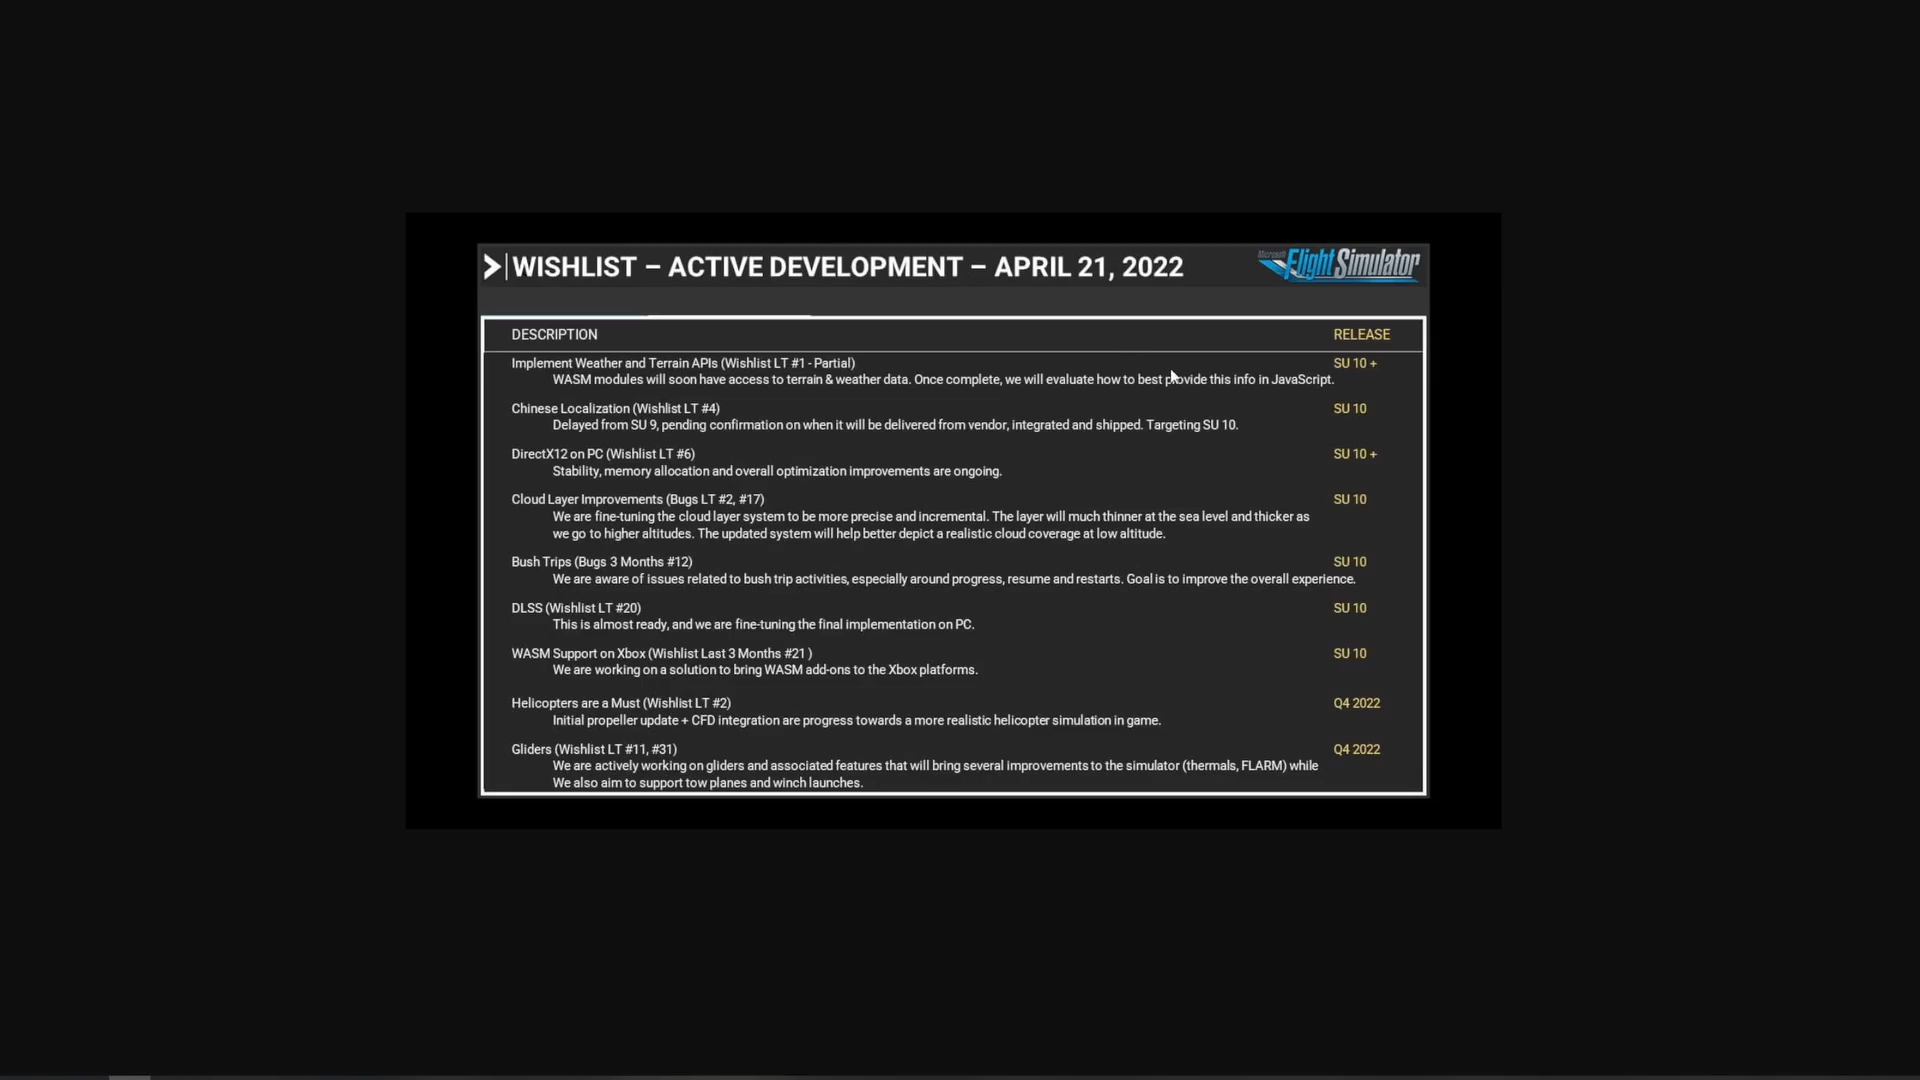 WISHLIST – ACTIVE DEVELOPMENT – APRIL 21, 2022
Microsoft
Flight Simulator
DESCRIPTION RELEASE
Implement Weather and Terrain APIs (Wishlist LT #1 - Partial) SU 10 +
WASM modules will soon have access to terrain & weather data. Once complete, we will evaluate how to best provide this info in JavaScript.
Chinese Localization (Wishlist LT #4) SU 10
Delayed from SU 9, pending confirmation on when it will be delivered from vendor, integrated and shipped. Targeting SU 10.
DirectX12 on PC (Wishlist LT #6) SU 10 +
Stability, memory allocation and overall optimization improvements are ongoing.
Cloud Layer Improvements (Bugs LT #2, #17) SU 10
We are fine-tuning the cloud layer system to be more precise and incremental. The layer will much thinner at the sea level and thicker as
we go to higher altitudes. The updated system will help better depict a realistic cloud coverage at low altitude.
Bush Trips (Bugs 3 Months #12) SU 10
We are aware of issues related to bush trip activities, especially around progress, resume and restarts. Goal is to improve the overall experience.
DLSS (Wishlist LT #20) SU 10
This is almost ready, and we are fine-tuning the final implementation on PC.
WASM Support on Xbox (Wishlist Last 3 Months #21 ) SU 10
We are working on a solution to bring WASM add-ons to the Xbox platforms.
Helicopters are a Must (Wishlist LT #2) Q4 2022
Initial propeller update + CFD integration are progress towards a more realistic helicopter simulation in game.
Gliders (Wishlist LT #11, #31) Q4 2022
We are actively working on gliders and associated features that will bring several improvements to the simulator (thermals, FLARM) while
We also aim to support tow planes and winch launches.